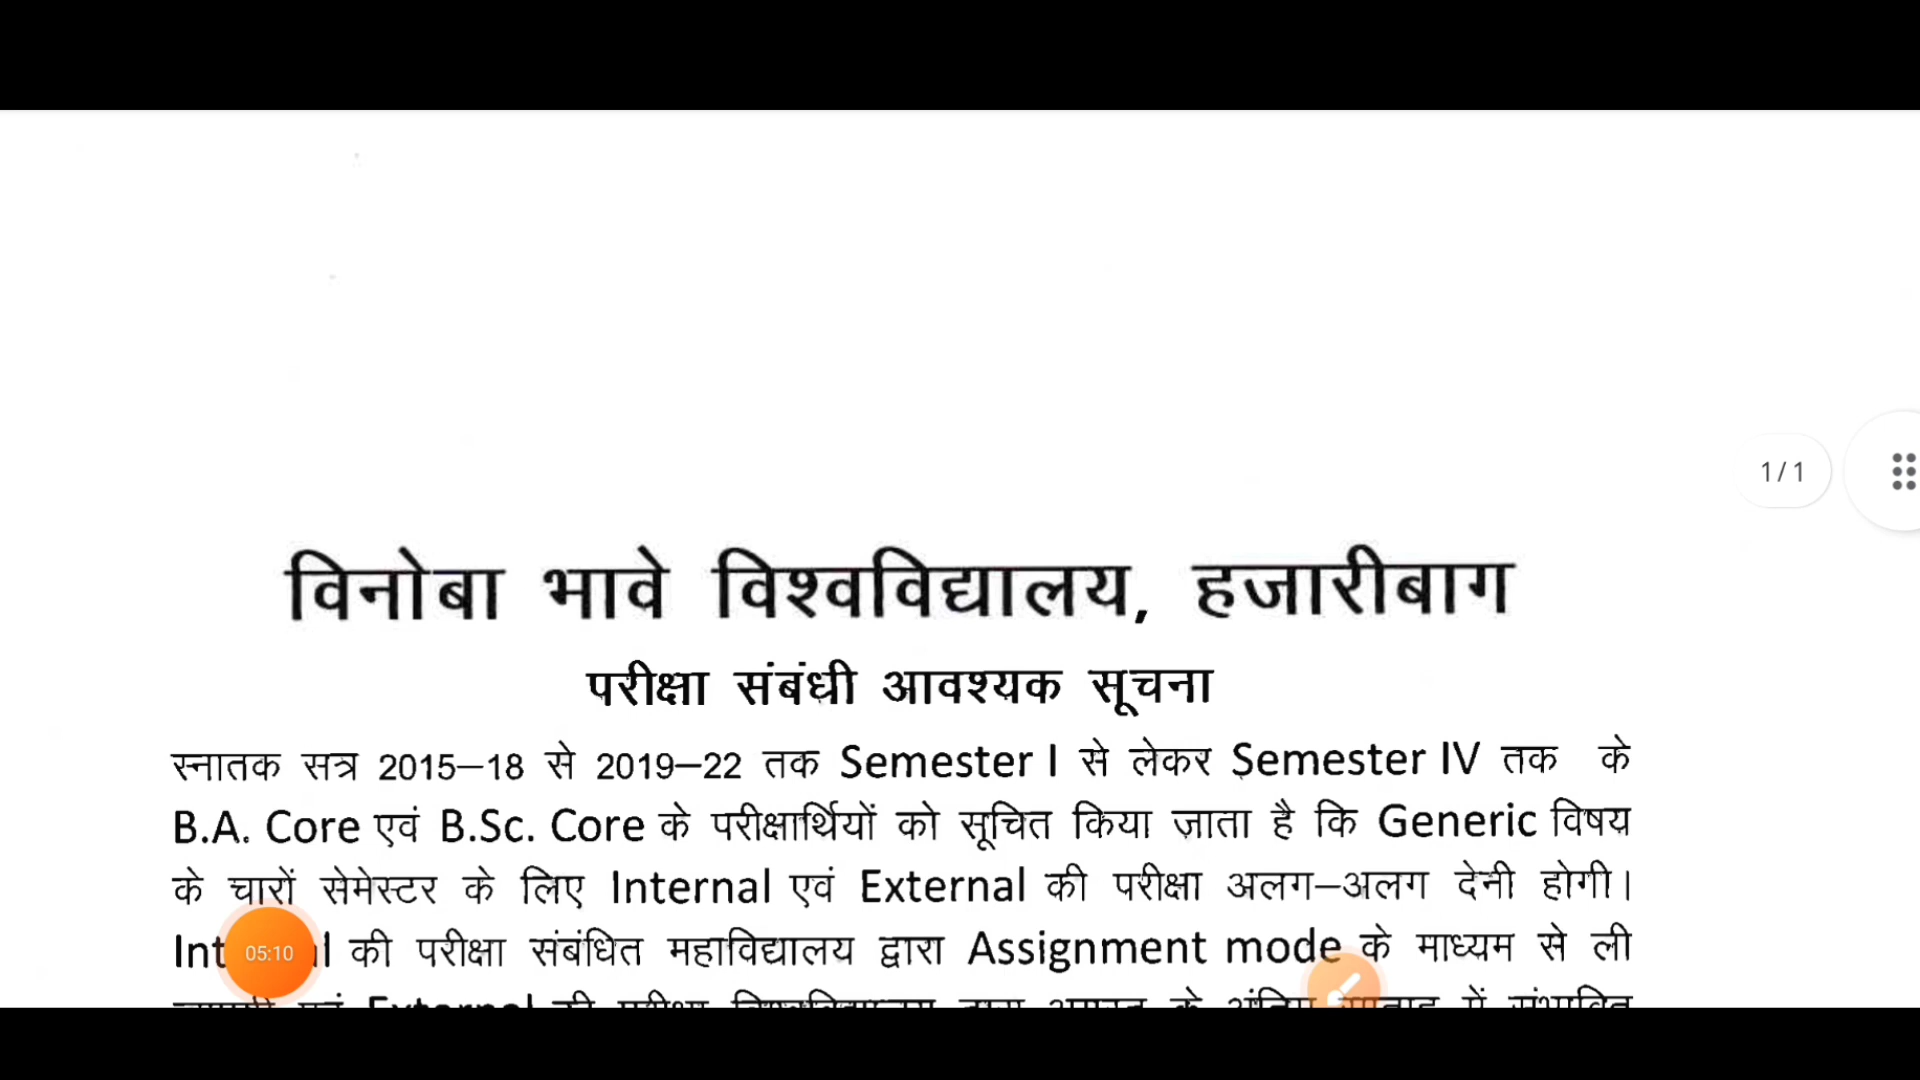 1/1
विनोबा भावे विश्वविद्यालय, हजारीबाग
परीक्षा संबंधी आवश्यक सूचना
स्नातक सत्र 2015–18 से 2019–22 तक Semester I से लेकर Semester IV तक के
B.A. Core एवं B.Sc. Core के परीक्षार्थियों को सूचित किया जाता है कि Generic विषय
के चारों सेमेस्टर के लिए Internal एवं External की परीक्षा अलग–अलग देनी होगी।
की परीक्षा संबंधित महाविद्यालय द्वारा Assignment mode के माध्यम से ली
05:10